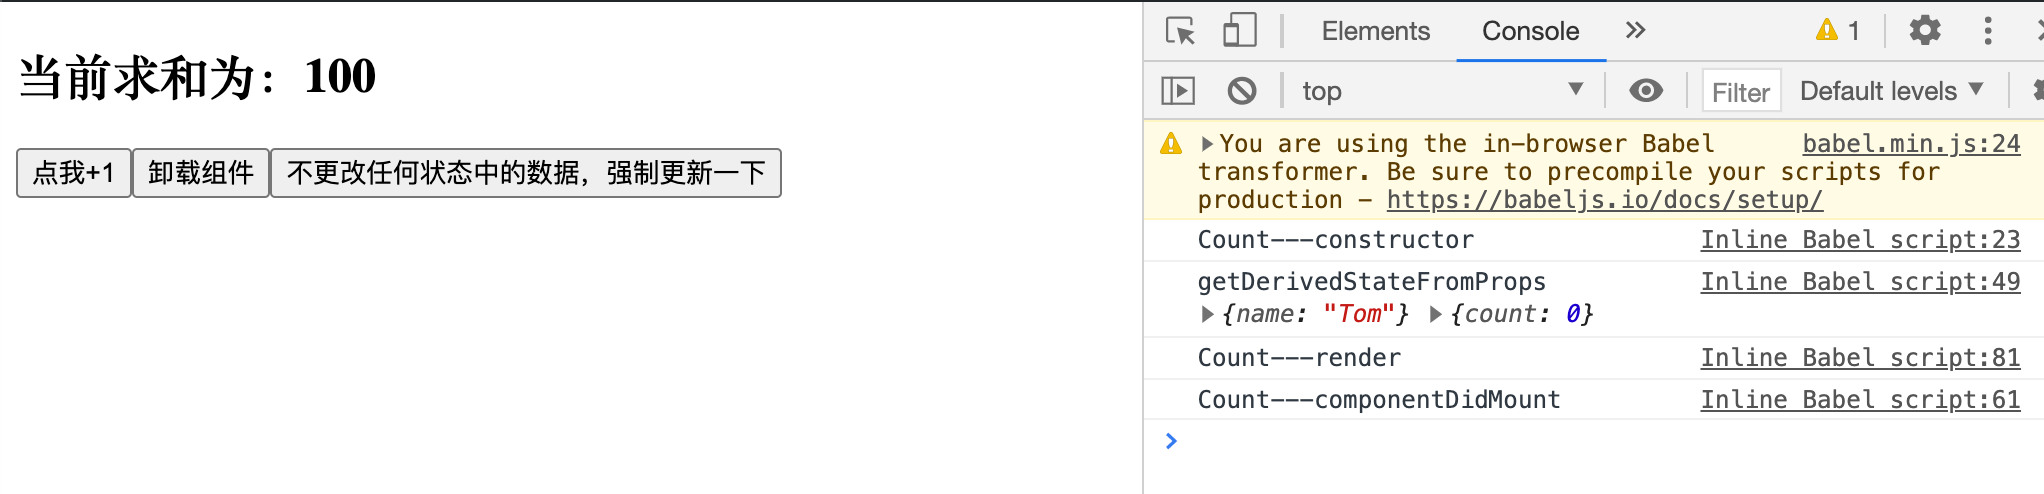 当前求和为：100
点我+1 卸载组件 不更改任何状态中的数据，强制更新一下
Elements Console 1
top Filter Default levels
You are using the in-browser Babel babel.min.js:24
transformer. Be sure to precompile your scripts for
production - https://babeljs.io/docs/setup/
Count---constructor Inline Babel script:23
getDerivedStateFromProps Inline Babel script:49
{name: "Tom"} {count: 0}
Count---render Inline Babel script:81
Count---componentDidMount Inline Babel script:61